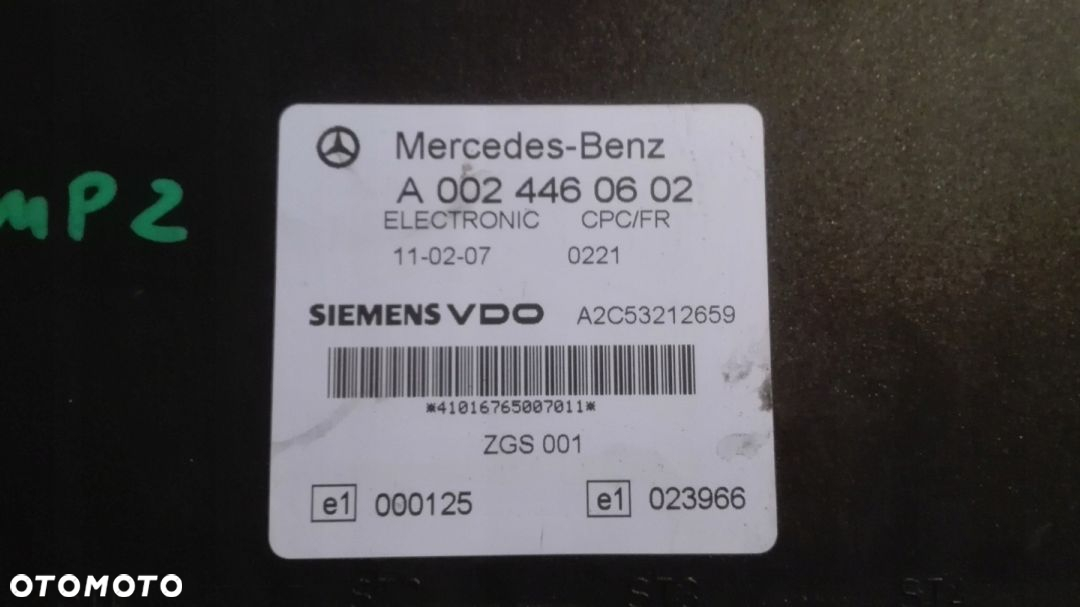 Mercedes-Benz
A 002 446 06 02
ELECTRONIC CPC/FR
11-02-07 0221
MP2
SIEMENS VDO A2C53212659
*41016765007011*
ZGS 001
e1 000125 e1 023966
OTOMOTO